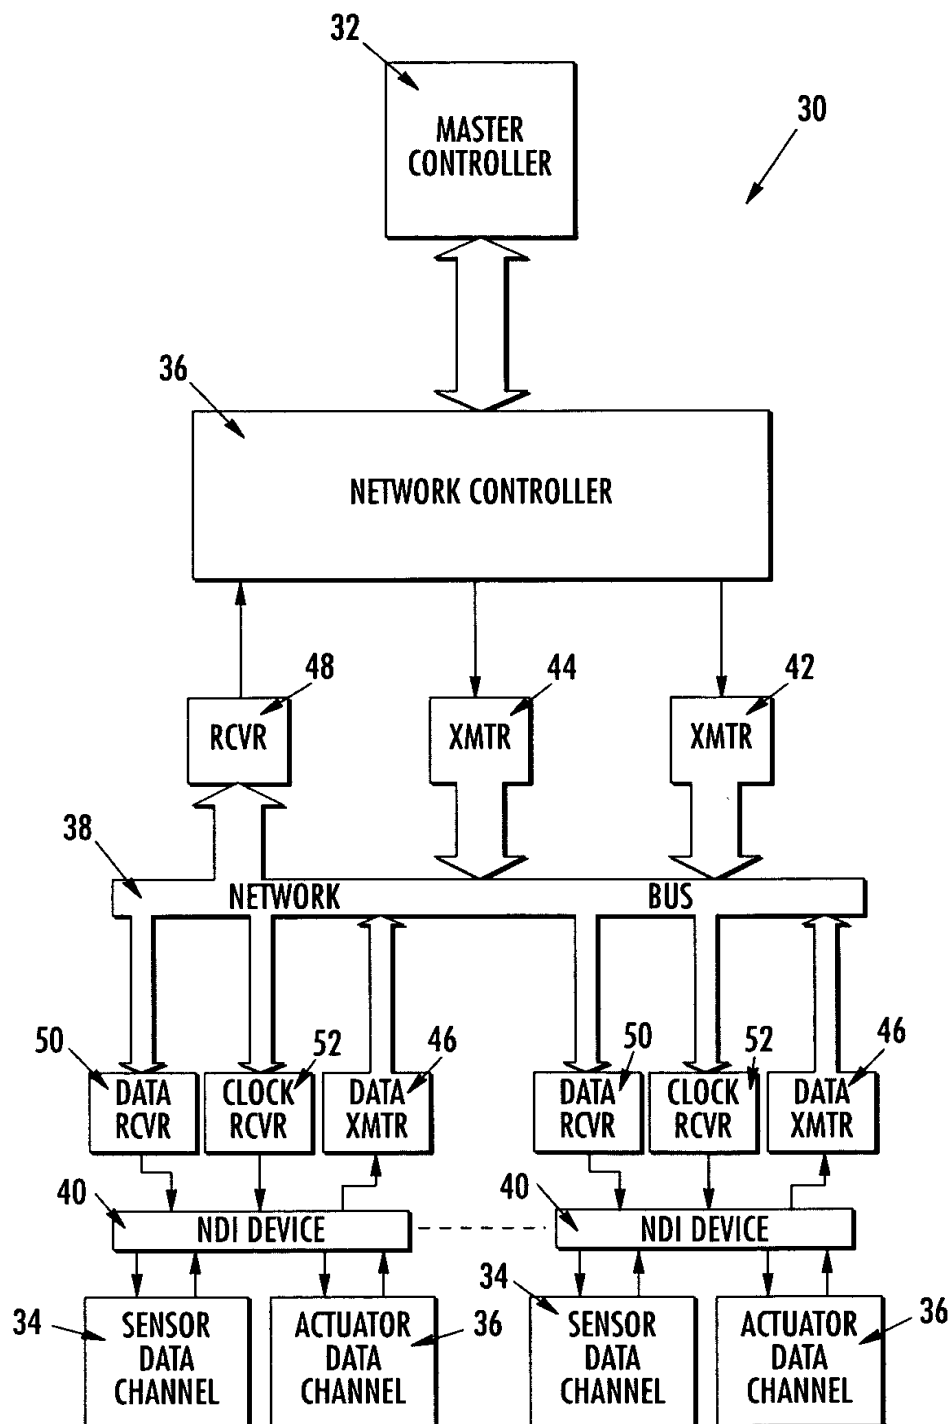 32
MASTER
CONTROLLER
30
36
NETWORK CONTROLLER
48
44
42
RCVR
XMTR
XMTR
38
NETWORK BUS
50
52
46
50
52
46
DATA
RCVR
CLOCK
RCVR
DATA
XMTR
DATA
RCVR
CLOCK
RCVR
DATA
XMTR
40
NDI DEVICE
40
NDI DEVICE
34
SENSOR
DATA
CHANNEL
ACTUATOR
DATA
CHANNEL
36
34
SENSOR
DATA
CHANNEL
ACTUATOR
DATA
CHANNEL
36